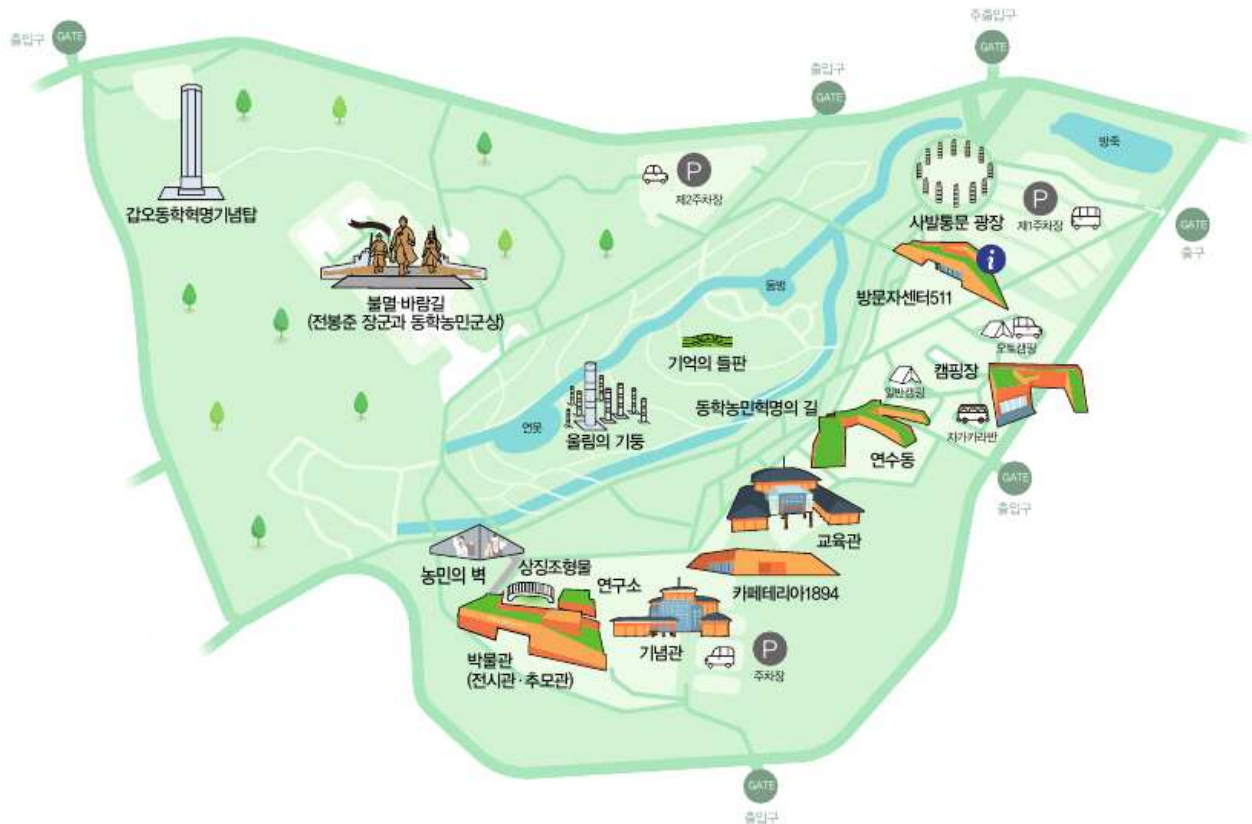 주출입구
GATE
출입구
GATE
출입구
GATE
방죽
P
제2주차장
갑오동학혁명기념탑
P
제1주차장
사발통문 광장
GATE
출구
i
방문자센터511
불멸·바람길
(전봉준 장군과 동학농민군상)
둠벙
오토캠핑
기억의 들판
캠핑장
일반캠핑
동학농민혁명의 길
자가카라반
연못
울림의 기둥
연수동
GATE
출입구
교육관
농민의 벽
상징조형물
연구소
카페테리아1894
기념관
P
주차장
박물관
(전시관·추모관)
GATE
출입구